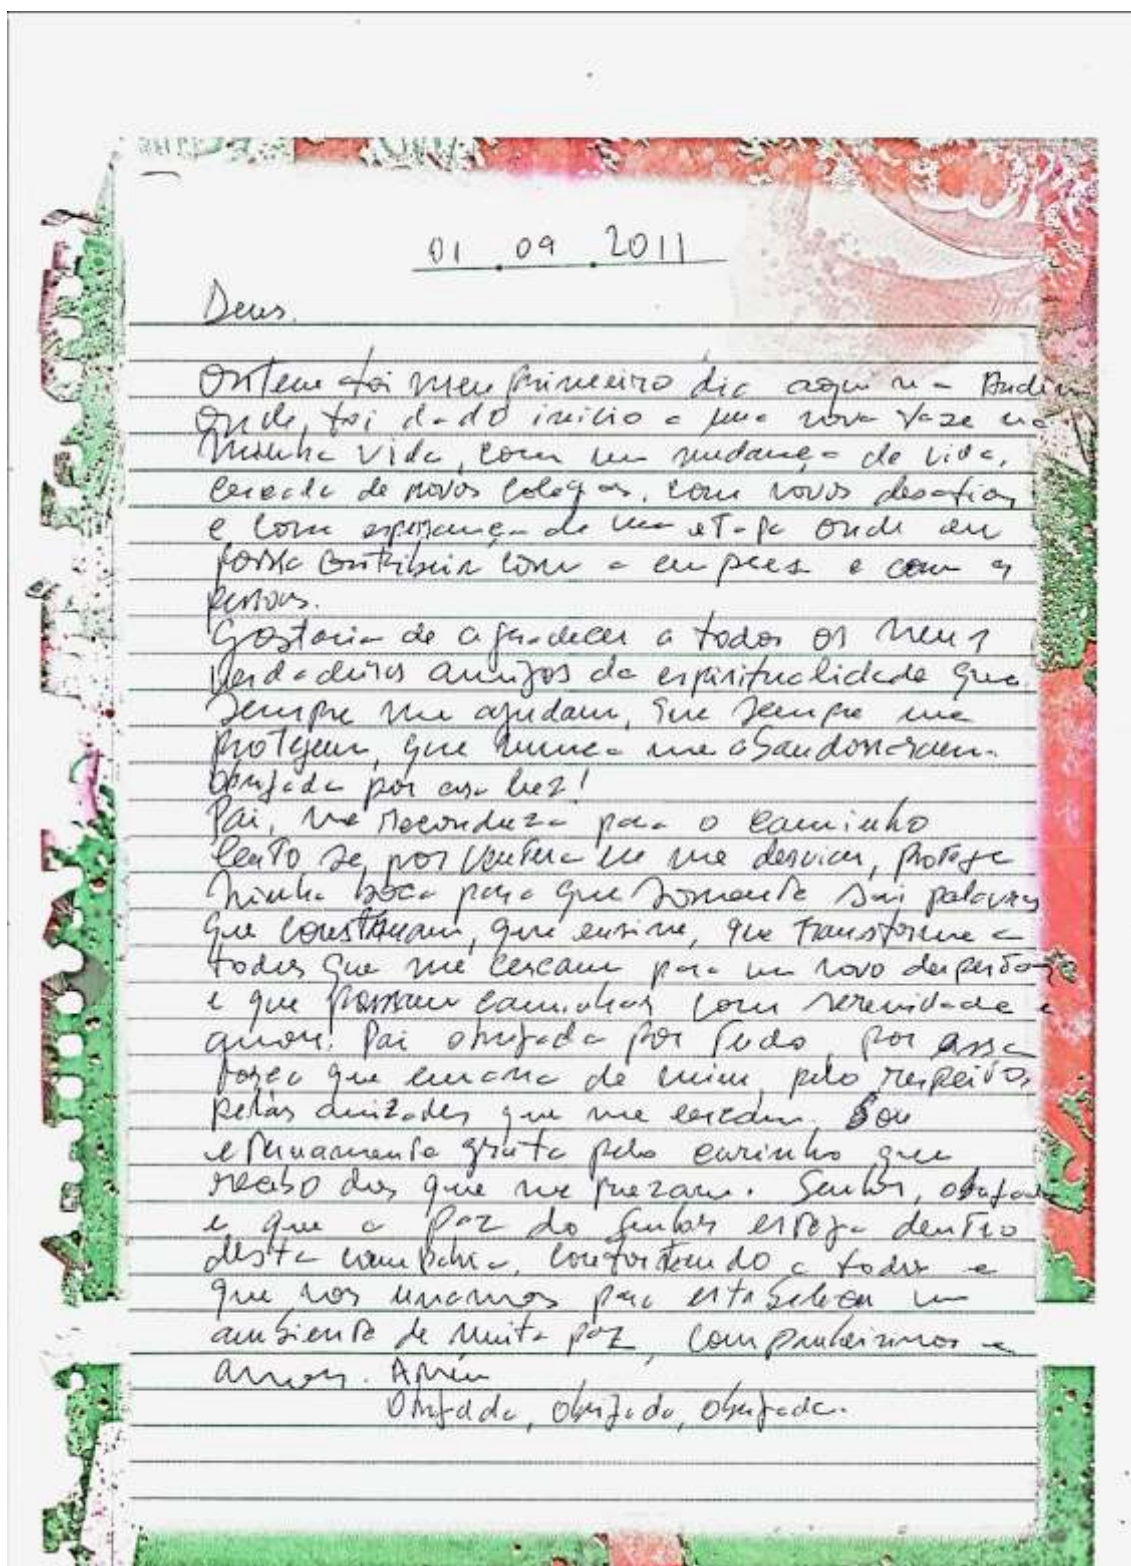 01.09.2011
Deus.
Ontem foi meu primeiro dia aqui na
onde, foi dado início a uma nova faze na
minha vida, com um mudança de vida,
cercada de novos colegas, com novos desafios
e com esperança de uma etapa onde eu
possa contribuir com a empresa e com as
pessoas.
Gostaria de agradecer a todos os meus
verdadeiros amigos da espiritualidade que
sempre me ajudam, que sempre me
protegem, que nunca me abandonaram.
Obrigada por essa luz!
Pai, me reconduza para o caminho
certo se, por ventura me desviar, proteja
minha boca para que somente sai palavras
que construam, que ensine, que transforme a
todos que me cercam para um novo despertar
e que possam caminhar com serenidade e
amor. Pai obrigada por tudo, por essa
força que emana de mim, pelo respeito,
pelas amizades que me cercam. Sou
eternamente grata pelo carinho que
recebo dos que me prezam. Senhor, obrigada
e que a paz do Senhor esteja dentro
desta companhia, confortando a todos e
que nos unamos para estabelecer um
ambiente de muita paz, companheirismos e
amor. Amém
Obrigada, obrigada, obrigada.